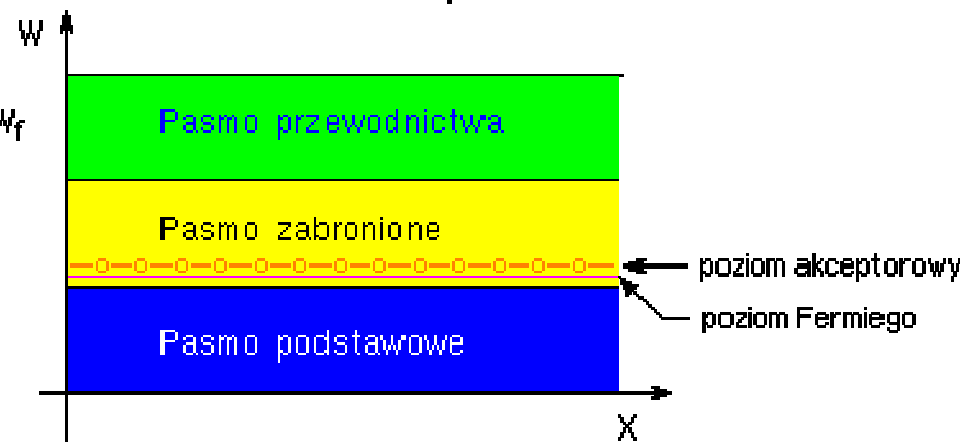 W
Wf
Pasmo przewodnictwa
Pasmo zabronione
poziom akceptorowy
poziom Fermiego
Pasmo podstawowe
X